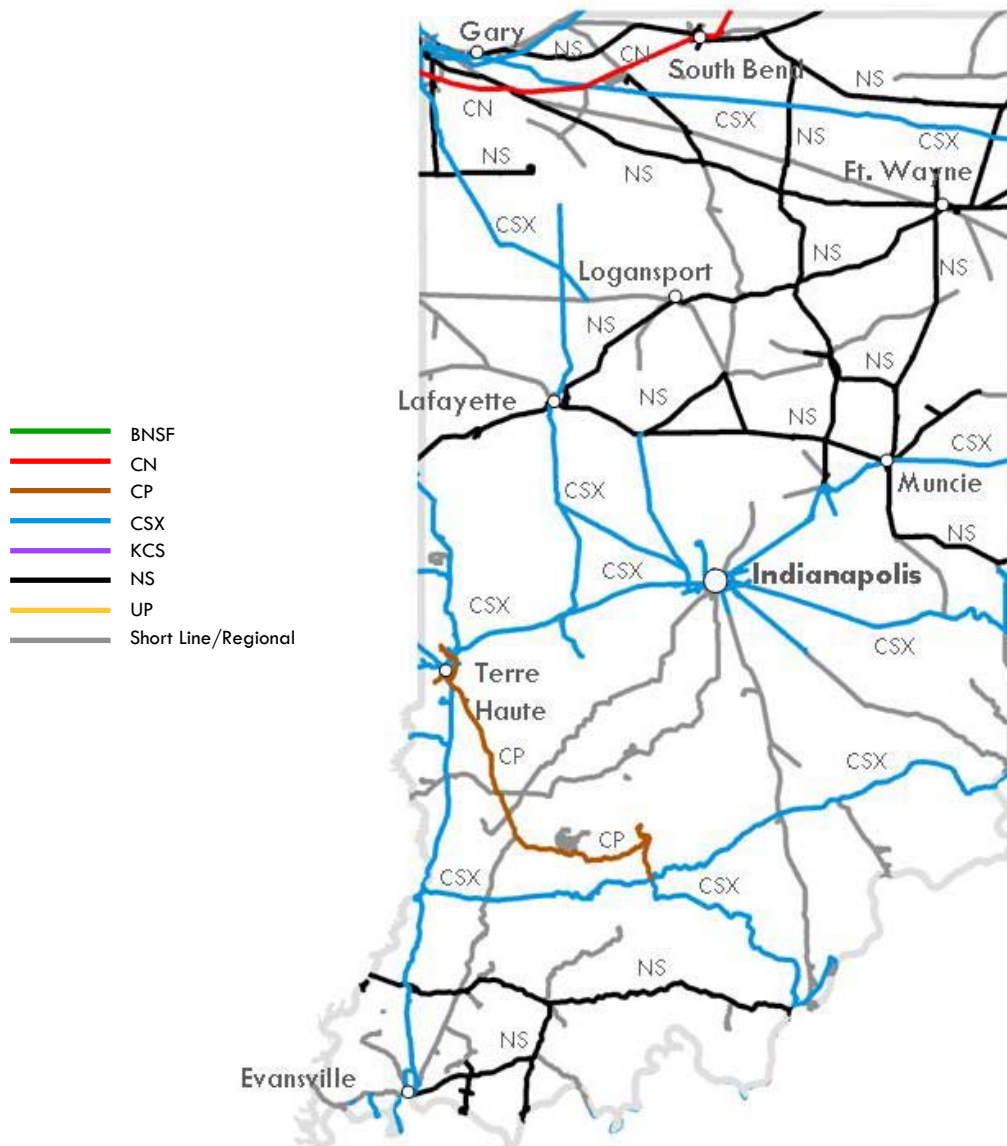 Gary
NS
CN
South Bend
NS
CN
CSX
NS
CSX
NS
NS
Ft. Wayne
CSX
NS
NS
Logansport
NS
NS
Lafayette
NS
NS
CSX
Muncie
CSX
NS
Indianapolis
CSX
CSX
CSX
Terre
Haute
CP
CSX
CP
CSX
CSX
NS
NS
Evansville
BNSF
CN
CP
CSX
KCS
NS
UP
Short Line/Regional